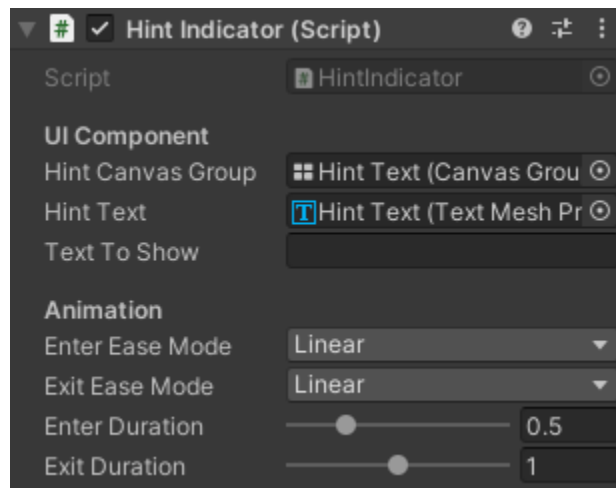 Hint Indicator (Script)
Script HintIndicator
UI Component
Hint Canvas Group Hint Text (Canvas Grou
Hint Text Hint Text (Text Mesh Pr
Text To Show
Animation
Enter Ease Mode Linear
Exit Ease Mode Linear
Enter Duration 0.5
Exit Duration 1